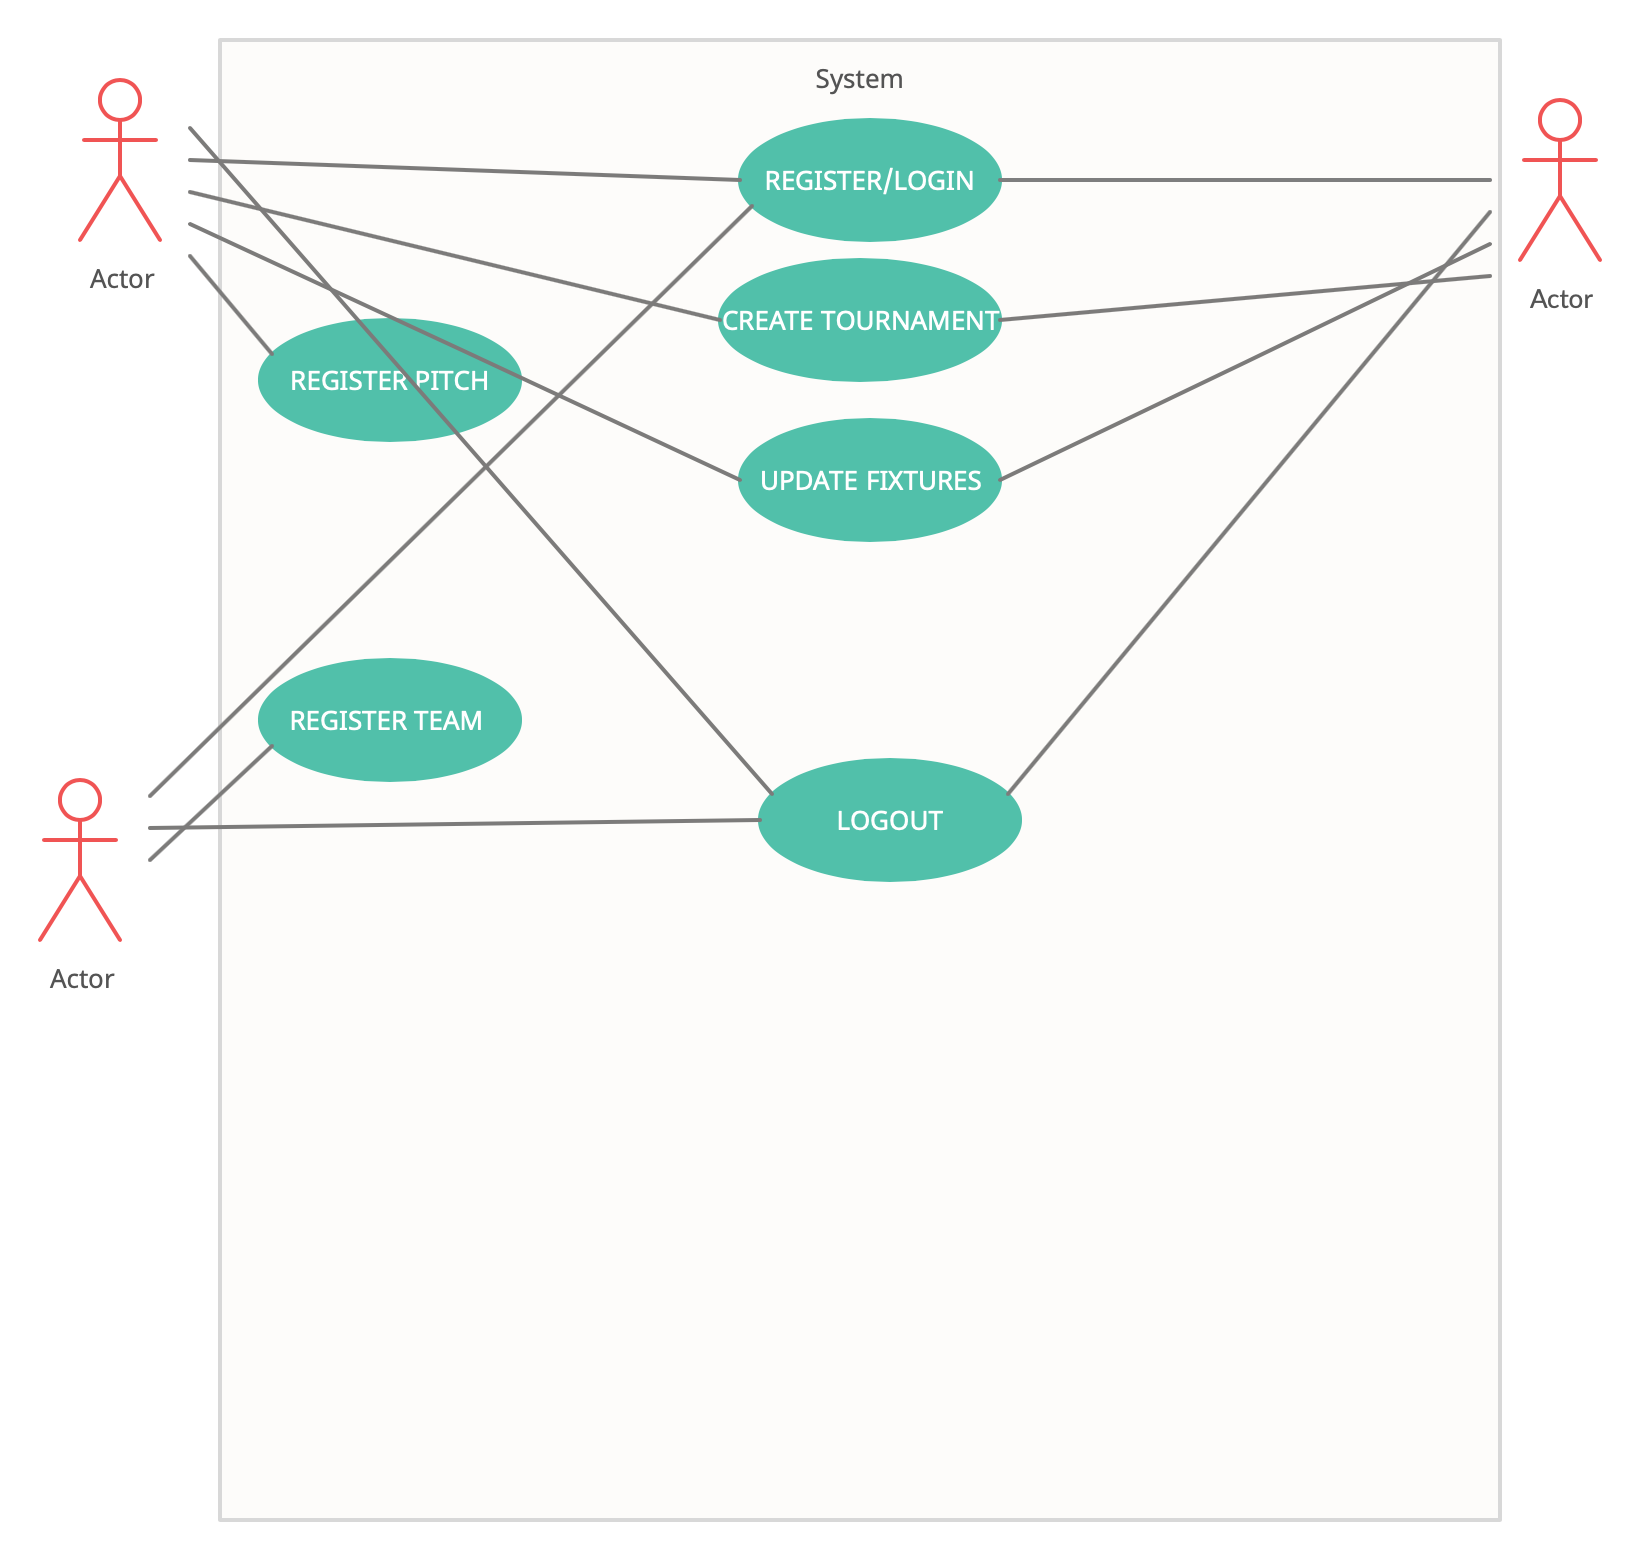 System
REGISTER/LOGIN
Actor
Actor
CREATE TOURNAMENT
REGISTER PITCH
UPDATE FIXTURES
REGISTER TEAM
LOGOUT
Actor